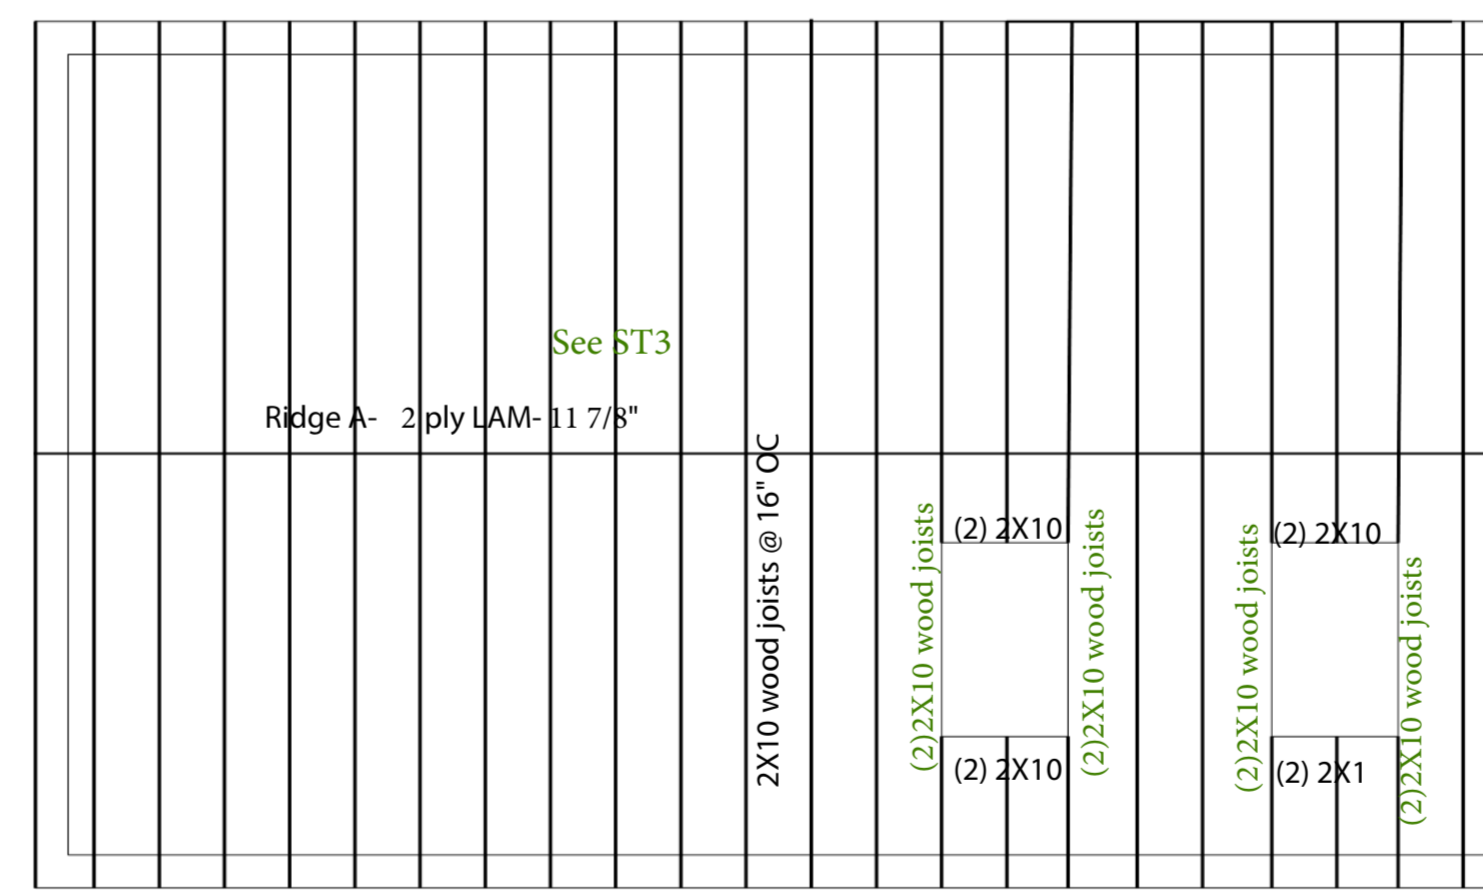 See ST3
Ridge A- 2 ply LAM- 11 7/8"
2X10 wood joists @ 16" OC
(2)2X10 wood joists
(2) 2X10
(2)2X10 wood joists
(2) 2X10
(2)2X10 wood joists
(2) 2X10
(2)2X10 wood joists
(2) 2X1